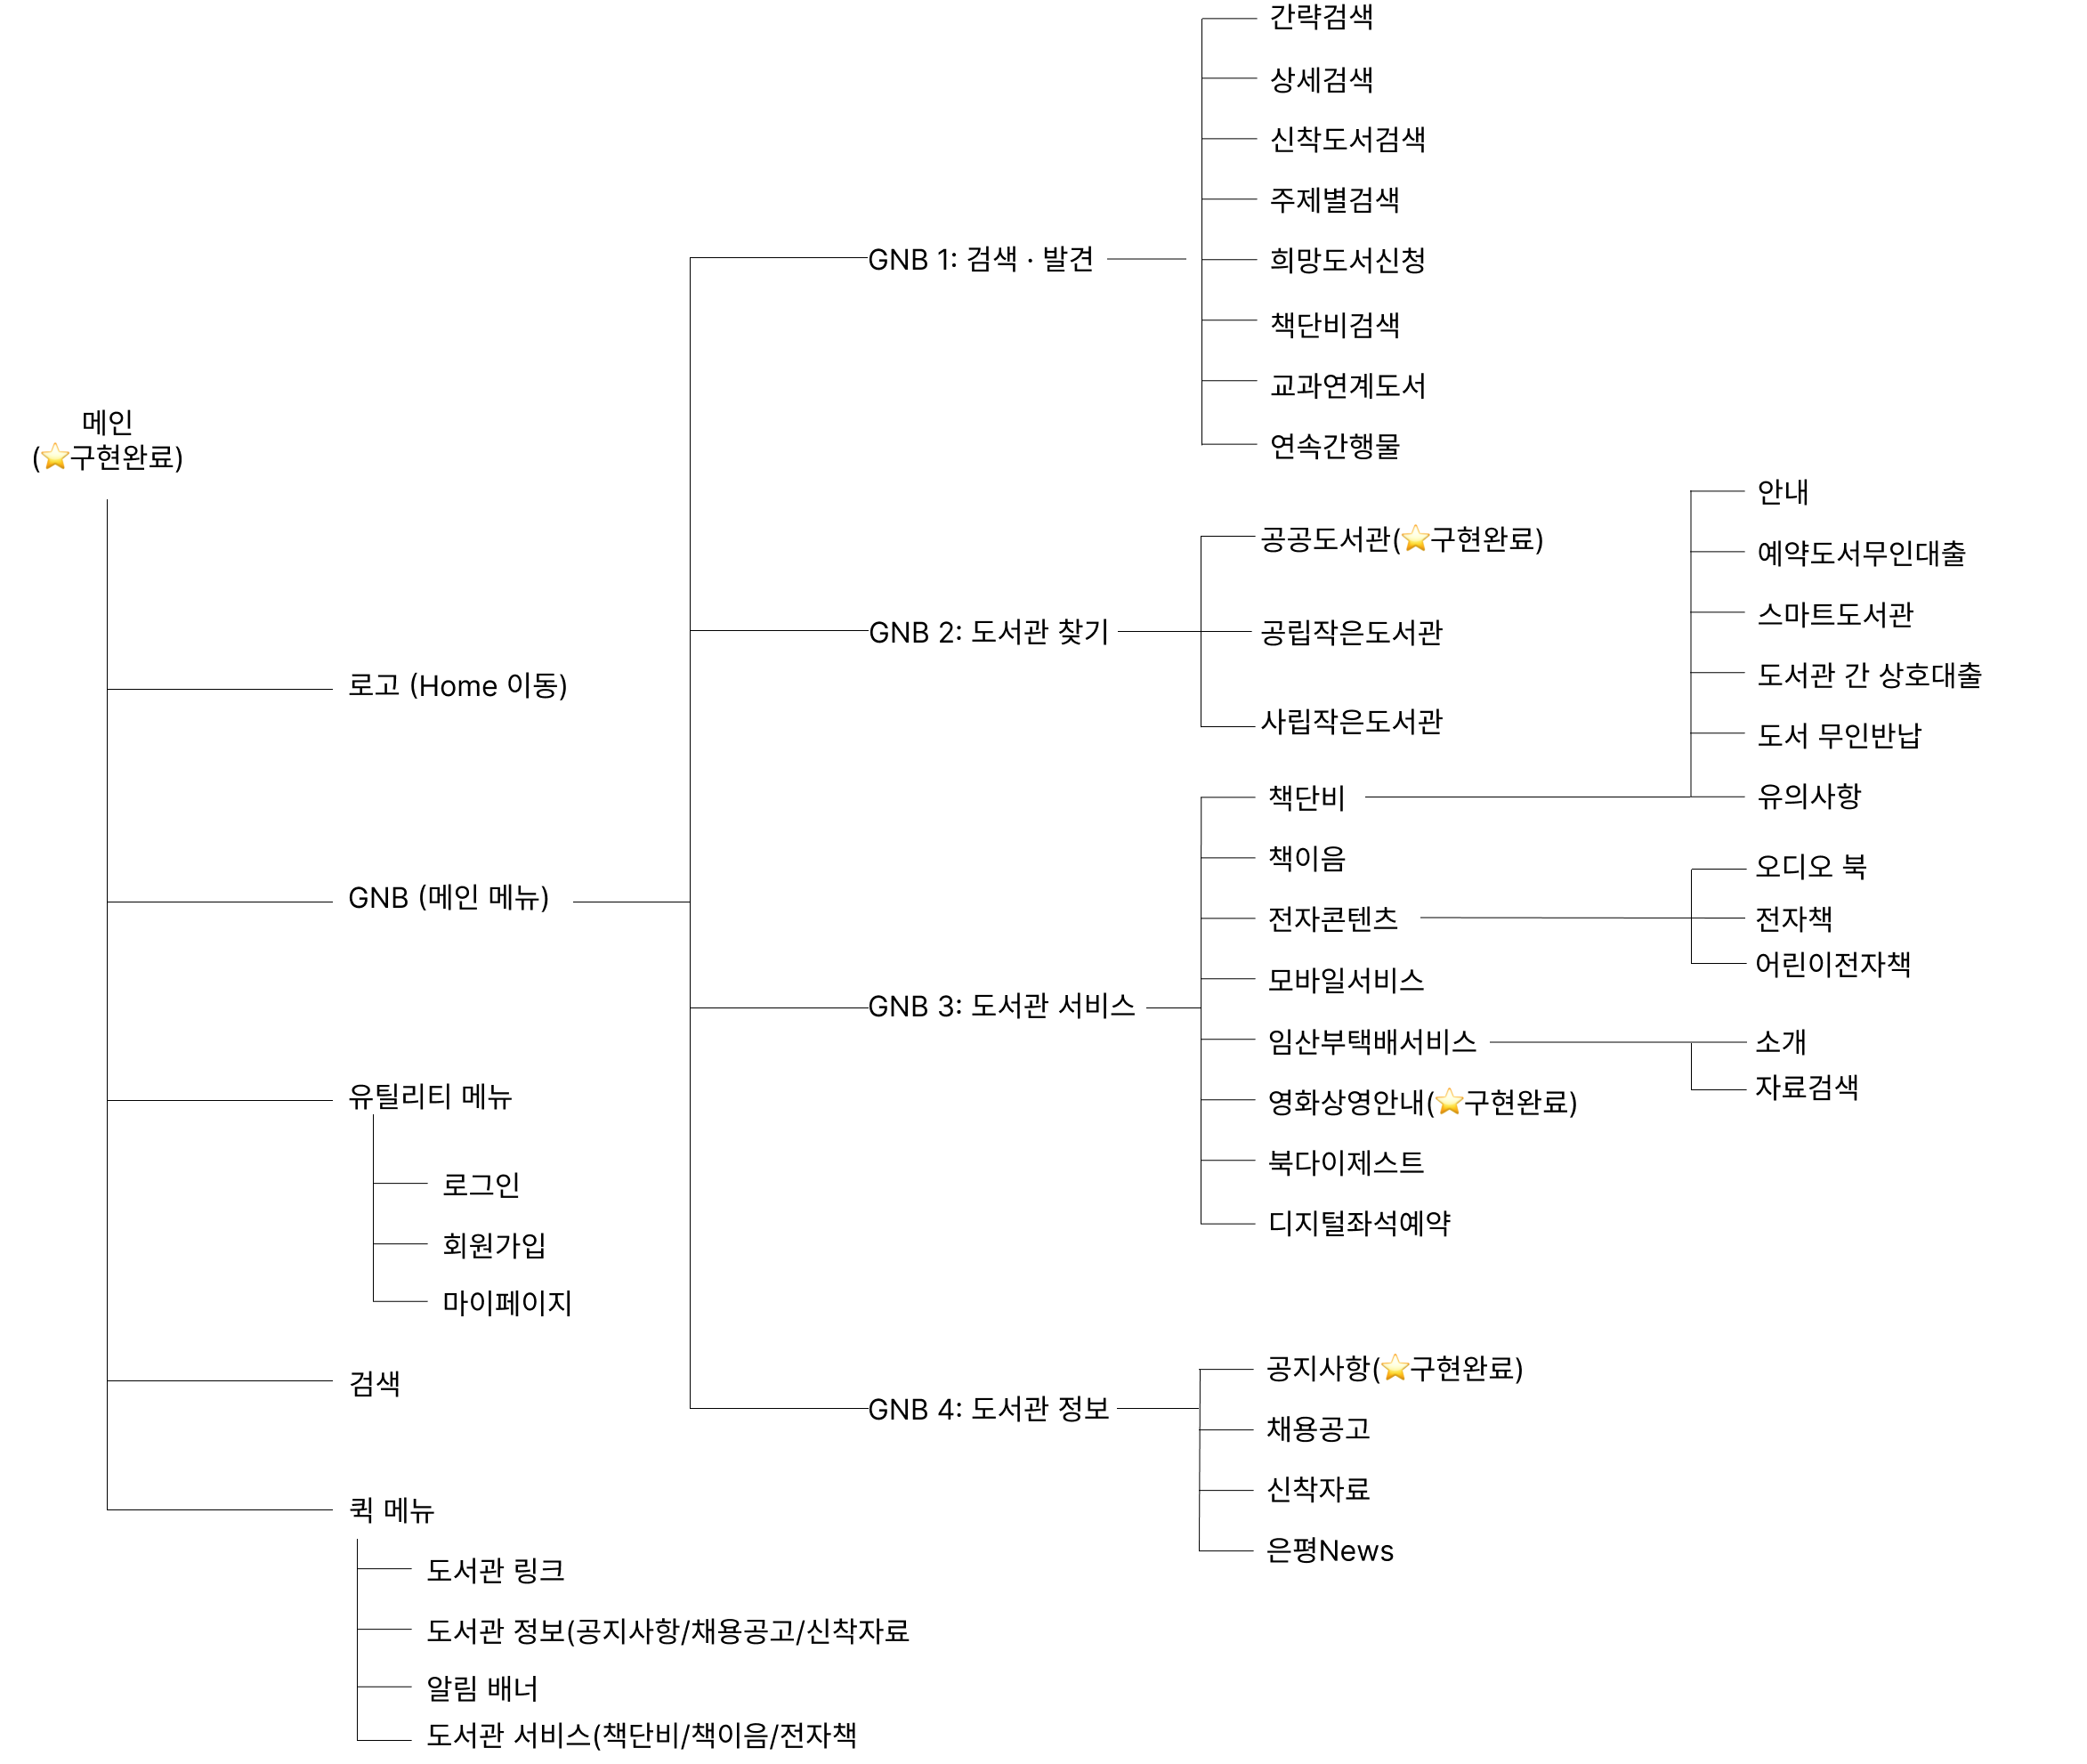 메인
(⭐구현완료)
로고 (Home 이동)
GNB (메인 메뉴)
유틸리티 메뉴
로그인
회원가입
마이페이지
검색
퀵 메뉴
도서관 링크
도서관 정보(공지사항/채용공고/신착자료
알림 배너
도서관 서비스(책단비/책이음/전자책
GNB 1: 검색 · 발견
간략검색
상세검색
신착도서검색
주제별검색
희망도서신청
책단비검색
교과연계도서
연속간행물
GNB 2: 도서관 찾기
공공도서관(⭐구현완료)
공립작은도서관
사립작은도서관
GNB 3: 도서관 서비스
책단비
안내
예약도서무인대출
스마트도서관
도서관 간 상호대출
도서 무인반납
유의사항
책이음
전자콘텐츠
오디오 북
전자책
어린이전자책
모바일서비스
임산부택배서비스
소개
자료검색
영화상영안내(⭐구현완료)
북다이제스트
디지털좌석예약
GNB 4: 도서관 정보
공지사항(⭐구현완료)
채용공고
신착자료
은평News